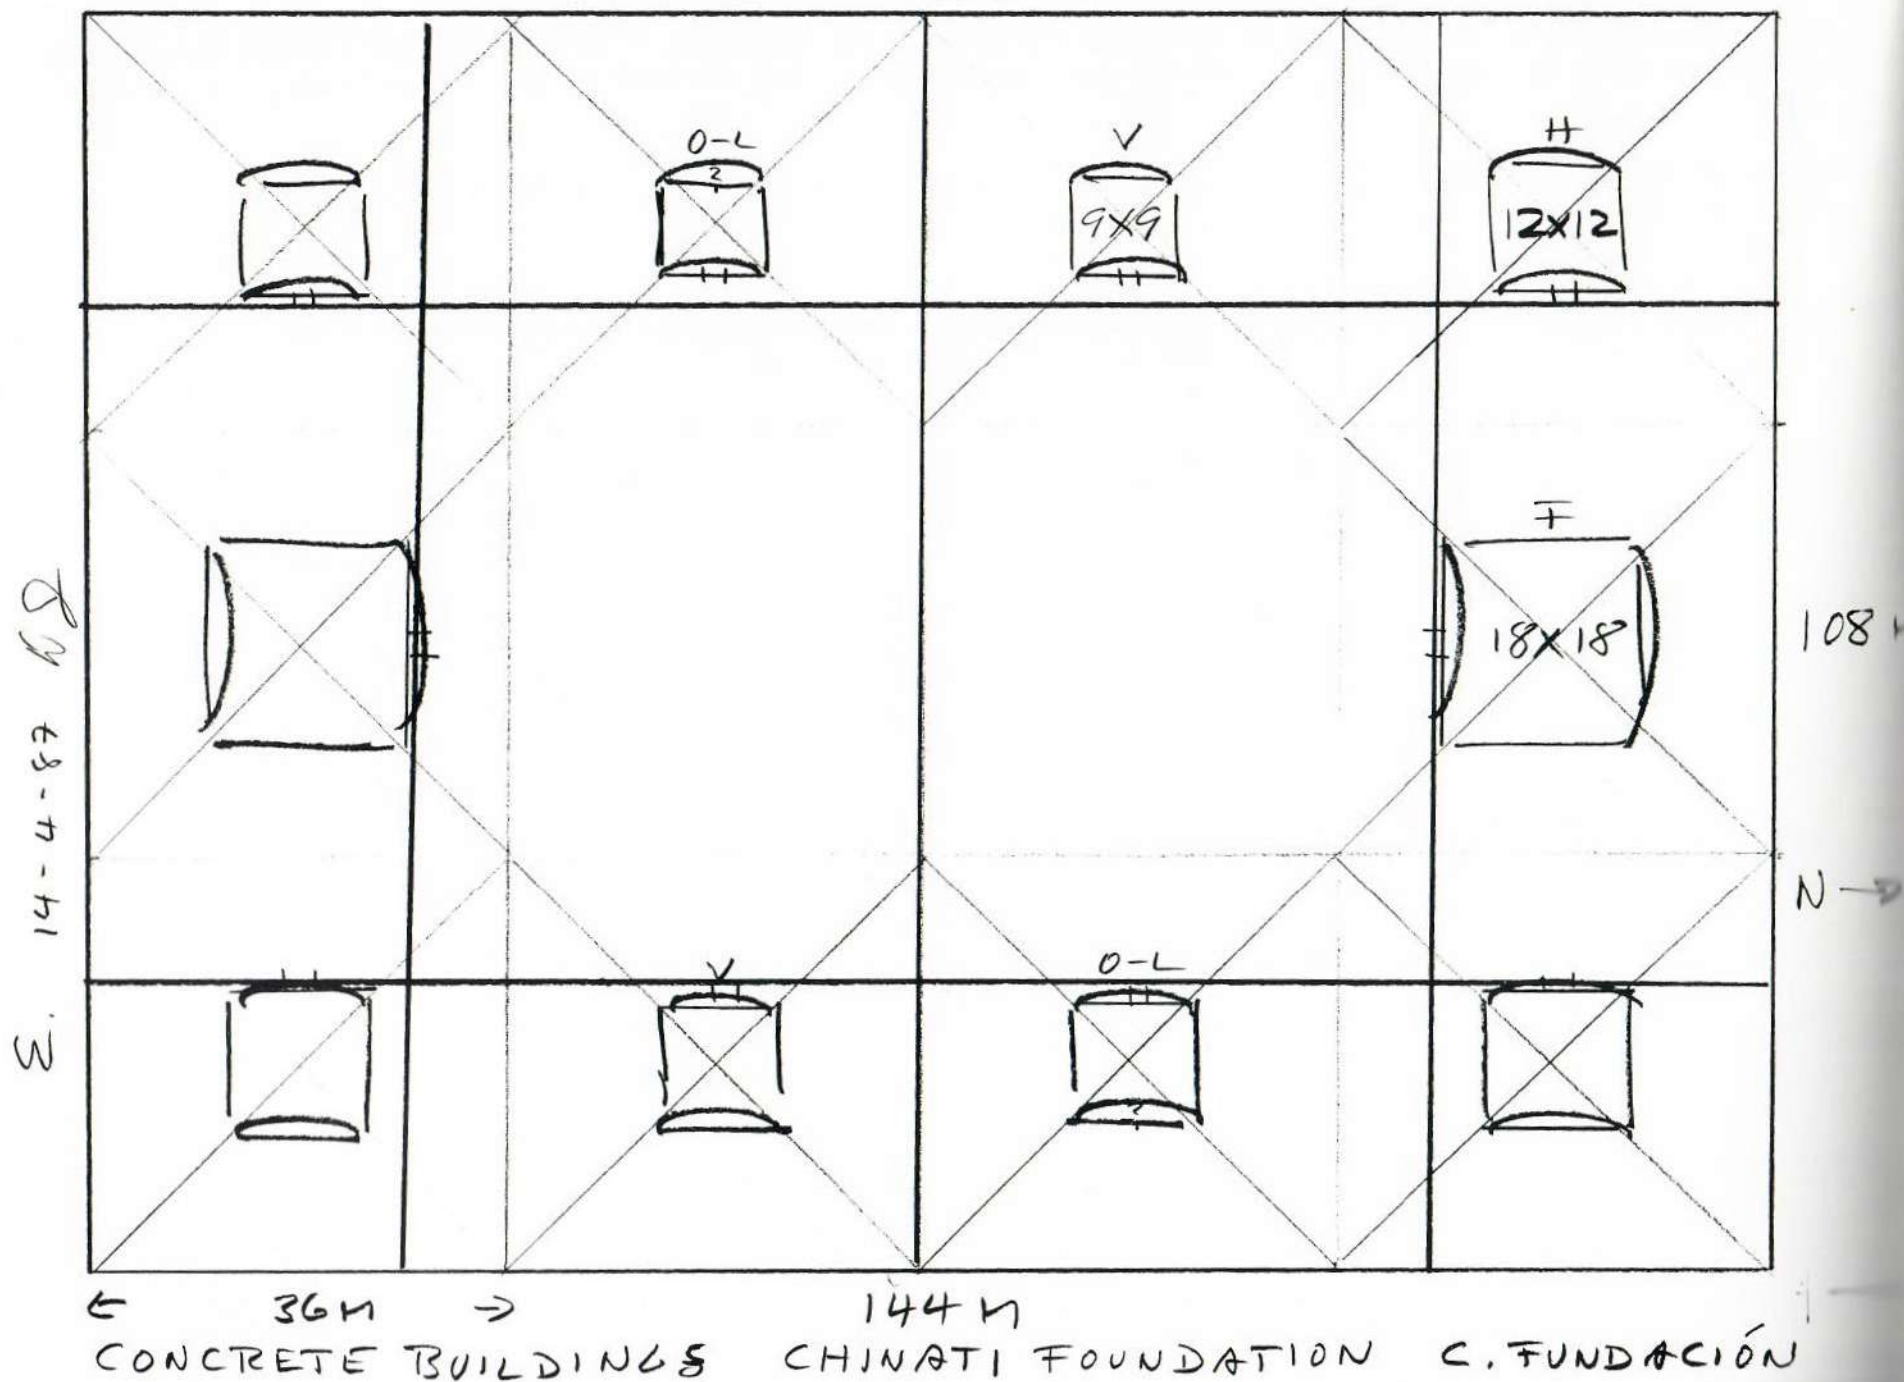 O-L
V
H
9X9
12X12
F
18X18
108
N →
V
O-L
← 36M →
144M
CONCRETE BUILDINGS CHINATI FOUNDATION C. FUNDACIÓN
14-4-87